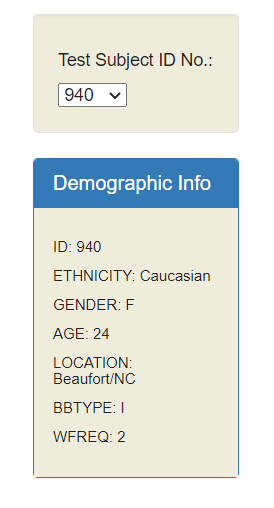 Test Subject ID No.:
940
Demographic Info
ID: 940
ETHNICITY: Caucasian
GENDER: F
AGE: 24
LOCATION:
Beaufort/NC
BBTYPE: I
WFREQ: 2